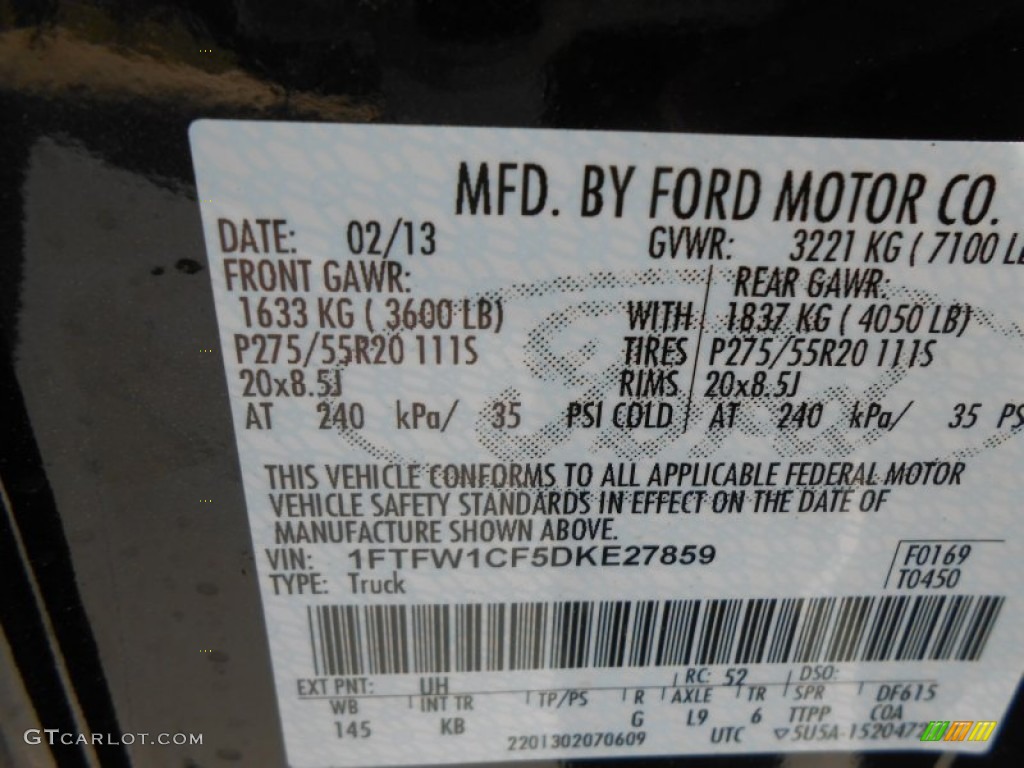 MFD. BY FORD MOTOR CO.
DATE: 02/13 GVWR: 3221 KG ( 7100 LB
FRONT GAWR: REAR GAWR:
1633 KG ( 3600 LB) WITH 1837 KG ( 4050 LB)
P275/55R20 111S TIRES P275/55R20 111S
20x8.5J RIMS 20x8.5J
AT 240 kPa/ 35 PSI COLD AT 240 kPa/ 35 PS
THIS VEHICLE CONFORMS TO ALL APPLICABLE FEDERAL MOTOR
VEHICLE SAFETY STANDARDS IN EFFECT ON THE DATE OF
MANUFACTURE SHOWN ABOVE.
VIN: 1FTFW1CF5DKE27859 F0169
TYPE: Truck T0450
EXT PNT: UH RC: 52 DSO:
WB INT TR TP/PS R AXLE TR SPR DF615
145 KB G L9 6 TTPP COA
2201302070609 UTC ▽5U5A-1520472
GTCARLOT.COM